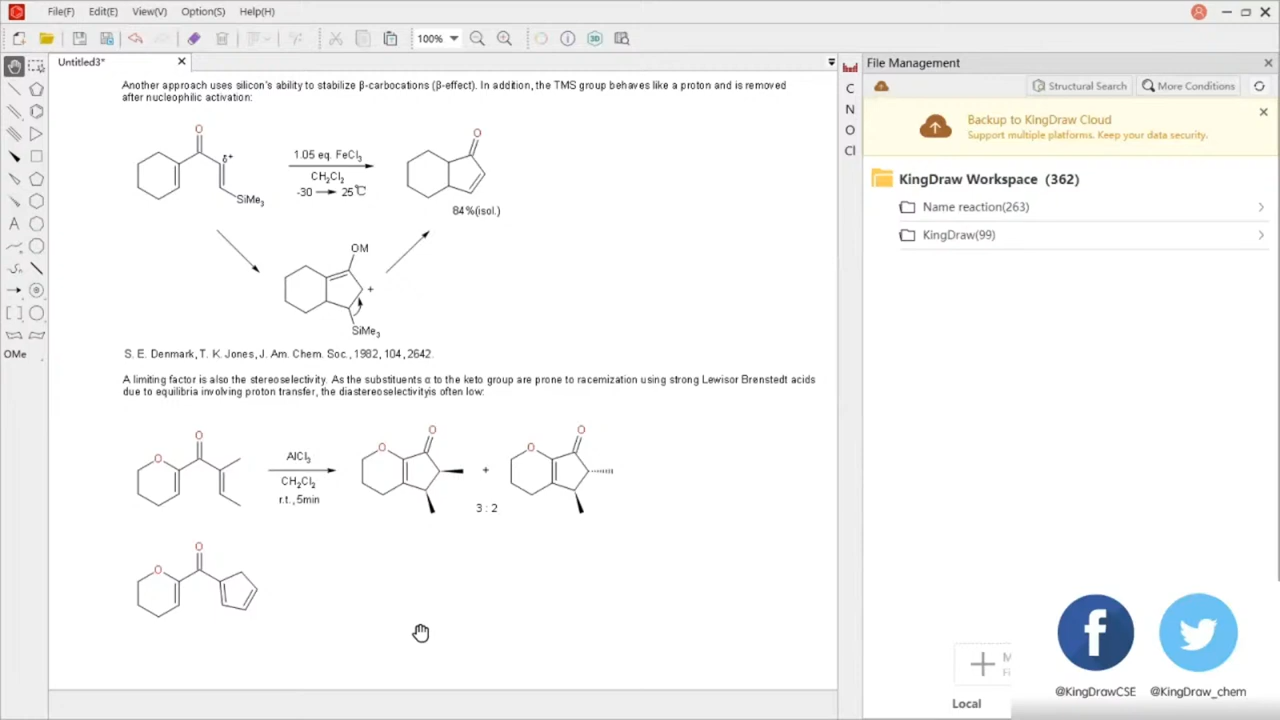 File(F) Edit(E) View(V) Option(S) Help(H)
100%
Untitled3*
Another approach uses silicon's ability to stabilize β-carbocations (β-effect). In addition, the TMS group behaves like a proton and is removed
after nucleophilic activation:
O
δ+
SiMe3
1.05 eq. FeCl3
CH2Cl2
-30 → 25℃
O
84%(isol.)
OM
+
SiMe3
S. E. Denmark, T. K. Jones, J. Am. Chem. Soc., 1982, 104, 2642.
A limiting factor is also the stereoselectivity. As the substituents α to the keto group are prone to racemization using strong Lewisor Brenstedt acids
due to equilibria involving proton transfer, the diastereoselectivityis often low:
O
O
AlCl3
CH2Cl2
r.t., 5min
O
O
+
O
O
3 : 2
O
O
A
OMe
C
N
O
Cl
3D
File Management
Structural Search
More Conditions
Backup to KingDraw Cloud
Support multiple platforms. Keep your data security.
KingDraw Workspace (362)
Name reaction(263)
KingDraw(99)
Local
@KingDrawCSE
@KingDraw_chem